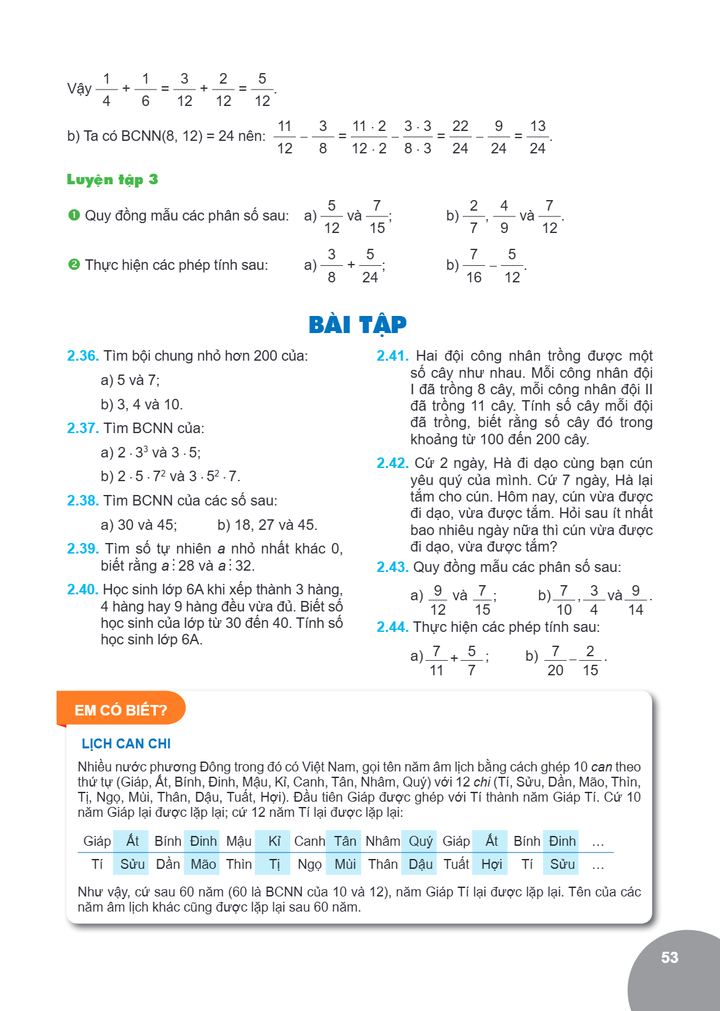 Vậy 1/4 + 1/6 = 3/12 + 2/12 = 5/12.
b) Ta có BCNN(8, 12) = 24 nên: 11/12 − 3/8 = 11 · 2/12 · 2 − 3 · 3/8 · 3 = 22/24 − 9/24 = 13/24.
Luyện tập 3
❶ Quy đồng mẫu các phân số sau: a) 5/12 và 7/15; b) 2/7, 4/9 và 7/12.
❷ Thực hiện các phép tính sau: a) 3/8 + 5/24; b) 7/16 − 5/12.
BÀI TẬP
2.36. Tìm bội chung nhỏ hơn 200 của:
a) 5 và 7;
b) 3, 4 và 10.
2.37. Tìm BCNN của:
a) 2 · 3³ và 3 · 5;
b) 2 · 5 · 7² và 3 · 5² · 7.
2.38. Tìm BCNN của các số sau:
a) 30 và 45; b) 18, 27 và 45.
2.39. Tìm số tự nhiên a nhỏ nhất khác 0,
biết rằng a ⋮ 28 và a ⋮ 32.
2.40. Học sinh lớp 6A khi xếp thành 3 hàng,
4 hàng hay 9 hàng đều vừa đủ. Biết số
học sinh của lớp từ 30 đến 40. Tính số
học sinh lớp 6A.
2.41. Hai đội công nhân trồng được một
số cây như nhau. Mỗi công nhân đội
I đã trồng 8 cây, mỗi công nhân đội II
đã trồng 11 cây. Tính số cây mỗi đội
đã trồng, biết rằng số cây đó trong
khoảng từ 100 đến 200 cây.
2.42. Cứ 2 ngày, Hà đi dạo cùng bạn cún
yêu quý của mình. Cứ 7 ngày, Hà lại
tắm cho cún. Hôm nay, cún vừa được
đi dạo, vừa được tắm. Hỏi sau ít nhất
bao nhiêu ngày nữa thì cún vừa được
đi dạo, vừa được tắm?
2.43. Quy đồng mẫu các phân số sau:
a) 9/12 và 7/15; b) 7/10, 3/4 và 9/14.
2.44. Thực hiện các phép tính sau:
a) 7/11 + 5/7; b) 7/20 − 2/15.
EM CÓ BIẾT?
LỊCH CAN CHI
Nhiều nước phương Đông trong đó có Việt Nam, gọi tên năm âm lịch bằng cách ghép 10 can theo
thứ tự (Giáp, Ất, Bính, Đinh, Mậu, Kỉ, Canh, Tân, Nhâm, Quý) với 12 chi (Tí, Sửu, Dần, Mão, Thìn,
Tị, Ngọ, Mùi, Thân, Dậu, Tuất, Hợi). Đầu tiên Giáp được ghép với Tí thành năm Giáp Tí. Cứ 10
năm Giáp lại được lặp lại; cứ 12 năm Tí lại được lặp lại:
Giáp Ất Bính Đinh Mậu Kỉ Canh Tân Nhâm Quý Giáp Ất Bính Đinh ...
Tí Sửu Dần Mão Thìn Tị Ngọ Mùi Thân Dậu Tuất Hợi Tí Sửu ...
Như vậy, cứ sau 60 năm (60 là BCNN của 10 và 12), năm Giáp Tí lại được lặp lại. Tên của các
năm âm lịch khác cũng được lặp lại sau 60 năm.
53